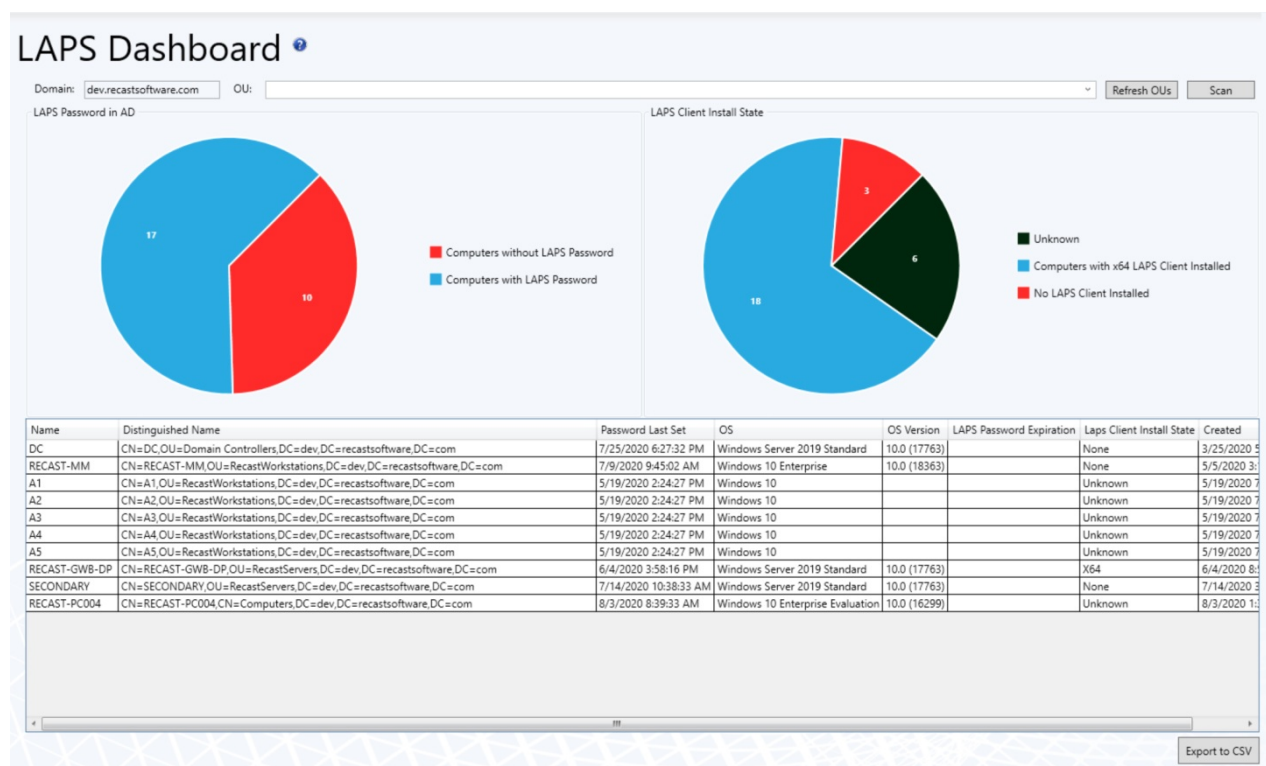 LAPS Dashboard ?
Domain: dev.recastsoftware.com OU: Refresh OUs Scan
LAPS Password in AD
17
10
Computers without LAPS Password
Computers with LAPS Password
LAPS Client Install State
3
6
18
Unknown
Computers with x64 LAPS Client Installed
No LAPS Client Installed
Name Distinguished Name Password Last Set OS OS Version LAPS Password Expiration Laps Client Install State Created
DC CN=DC,OU=Domain Controllers,DC=dev,DC=recastsoftware,DC=com 7/25/2020 6:27:32 PM Windows Server 2019 Standard 10.0 (17763) None 3/25/2020 5
RECAST-MM CN=RECAST-MM,OU=RecastWorkstations,DC=dev,DC=recastsoftware,DC=com 7/9/2020 9:45:02 AM Windows 10 Enterprise 10.0 (18363) None 5/5/2020 3:
A1 CN=A1,OU=RecastWorkstations,DC=dev,DC=recastsoftware,DC=com 5/19/2020 2:24:27 PM Windows 10 Unknown 5/19/2020 7
A2 CN=A2,OU=RecastWorkstations,DC=dev,DC=recastsoftware,DC=com 5/19/2020 2:24:27 PM Windows 10 Unknown 5/19/2020 7
A3 CN=A3,OU=RecastWorkstations,DC=dev,DC=recastsoftware,DC=com 5/19/2020 2:24:27 PM Windows 10 Unknown 5/19/2020 7
A4 CN=A4,OU=RecastWorkstations,DC=dev,DC=recastsoftware,DC=com 5/19/2020 2:24:27 PM Windows 10 Unknown 5/19/2020 7
A5 CN=A5,OU=RecastWorkstations,DC=dev,DC=recastsoftware,DC=com 5/19/2020 2:24:27 PM Windows 10 Unknown 5/19/2020 7
RECAST-GWB-DP CN=RECAST-GWB-DP,OU=RecastServers,DC=dev,DC=recastsoftware,DC=com 6/4/2020 3:58:16 PM Windows Server 2019 Standard 10.0 (17763) X64 6/4/2020 8:
SECONDARY CN=SECONDARY,OU=RecastServers,DC=dev,DC=recastsoftware,DC=com 7/14/2020 10:38:33 AM Windows Server 2019 Standard 10.0 (17763) None 7/14/2020 3
RECAST-PC004 CN=RECAST-PC004,CN=Computers,DC=dev,DC=recastsoftware,DC=com 8/3/2020 8:39:33 AM Windows 10 Enterprise Evaluation 10.0 (16299) Unknown 8/3/2020 1:
Export to CSV